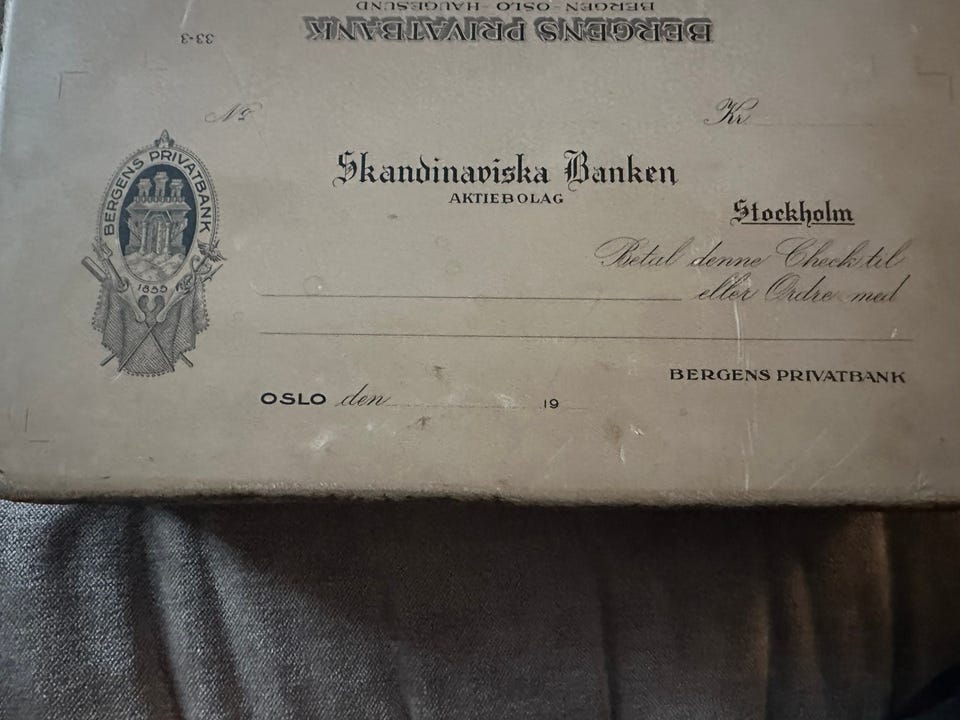 BERGEN - OSLO - HAUGESUND
BERGENS PRIVATBANK
33-3
No
Kr.
BERGENS PRIVATBANK
1855
Skandinaviska Banken
AKTIEBOLAG
Stockholm
Betal denne Check til
eller Ordre med
BERGENS PRIVATBANK
OSLO den 19